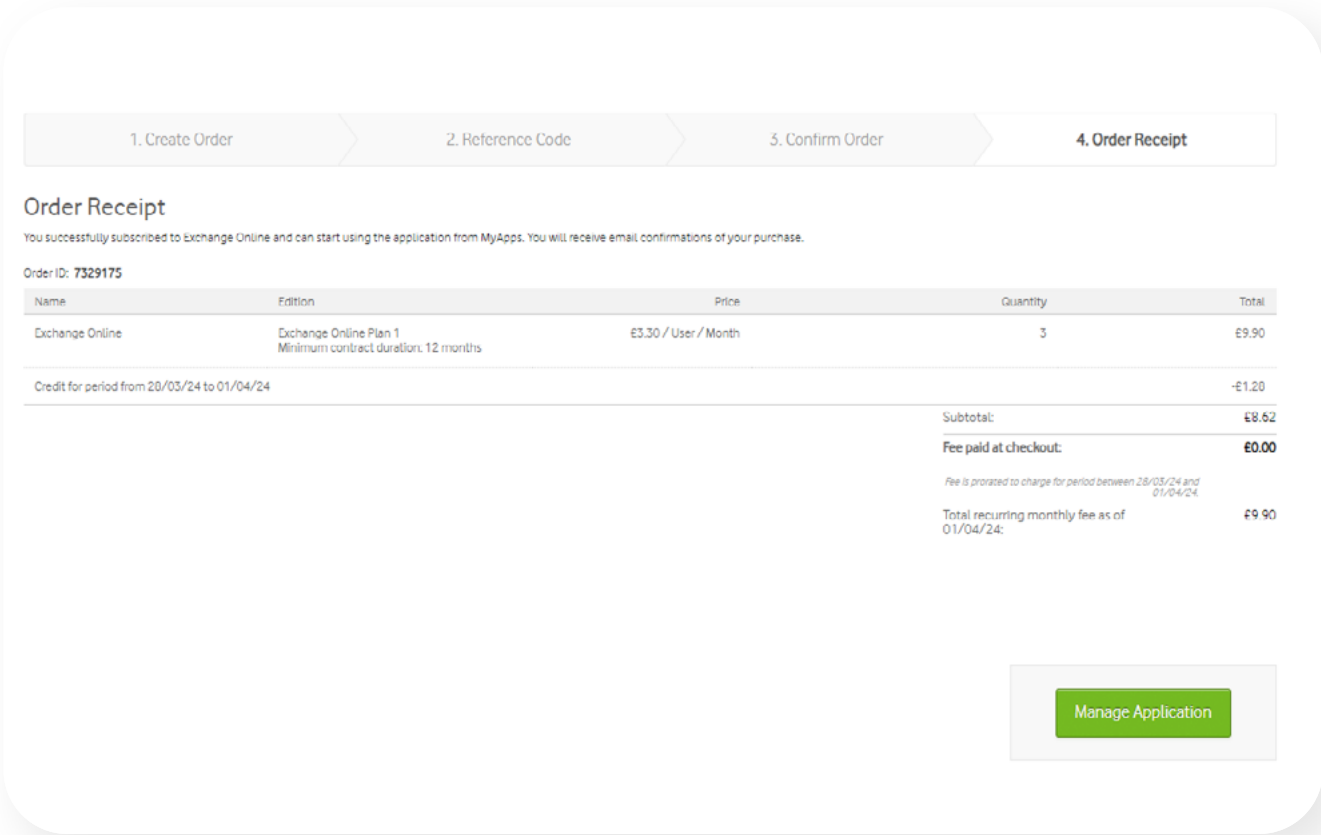 1. Create Order
2. Reference Code
3. Confirm Order
4. Order Receipt
Order Receipt
You successfully subscribed to Exchange Online and can start using the application from MyApps. You will receive email confirmations of your purchase.
Order ID: 7329175
Name Edition Price Quantity Total
Exchange Online Exchange Online Plan 1 £3.30 / User / Month 3 £9.90
Minimum contract duration: 12 months
Credit for period from 28/03/24 to 01/04/24 -£1.28
Subtotal: £8.62
Fee paid at checkout: £0.00
Fee is prorated to charge for period between 28/03/24 and
01/04/24.
Total recurring monthly fee as of £9.90
01/04/24:
Manage Application